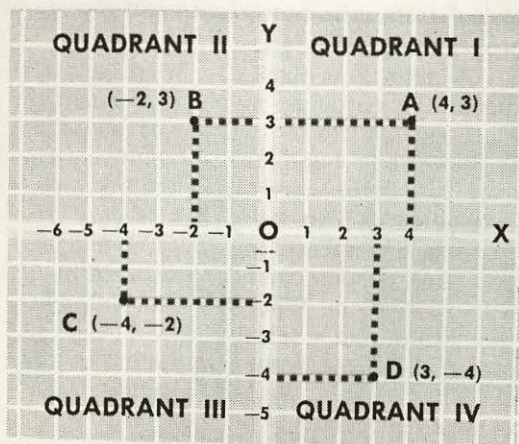 QUADRANT II Y QUADRANT I
4
(—2, 3) B A (4, 3)
3
2
1
—6 —5 —4 —3 —2 —1 O 1 2 3 4 X
—1
—2
C (—4, —2)
—3
—4 D (3, —4)
QUADRANT III —5 QUADRANT IV